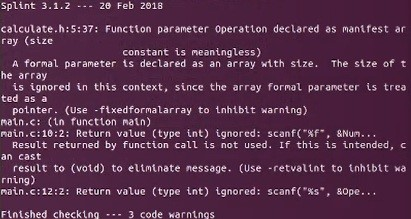 Splint 3.1.2 --- 20 Feb 2018
calculate.h:5:37: Function parameter Operation declared as manifest ar
ray (size
constant is meaningless)
A formal parameter is declared as an array with size.  The size of t
he array
is ignored in this context, since the array formal parameter is trea
ted as a
pointer. (Use -fixedformalarray to inhibit warning)
main.c: (in function main)
main.c:10:2: Return value (type int) ignored: scanf("%f", &Num...
Result returned by function call is not used. If this is intended, c
an cast
result to (void) to eliminate message. (Use -retvalint to inhibit wa
rning)
main.c:12:2: Return value (type int) ignored: scanf("%s", &Ope...
Finished checking --- 3 code warnings